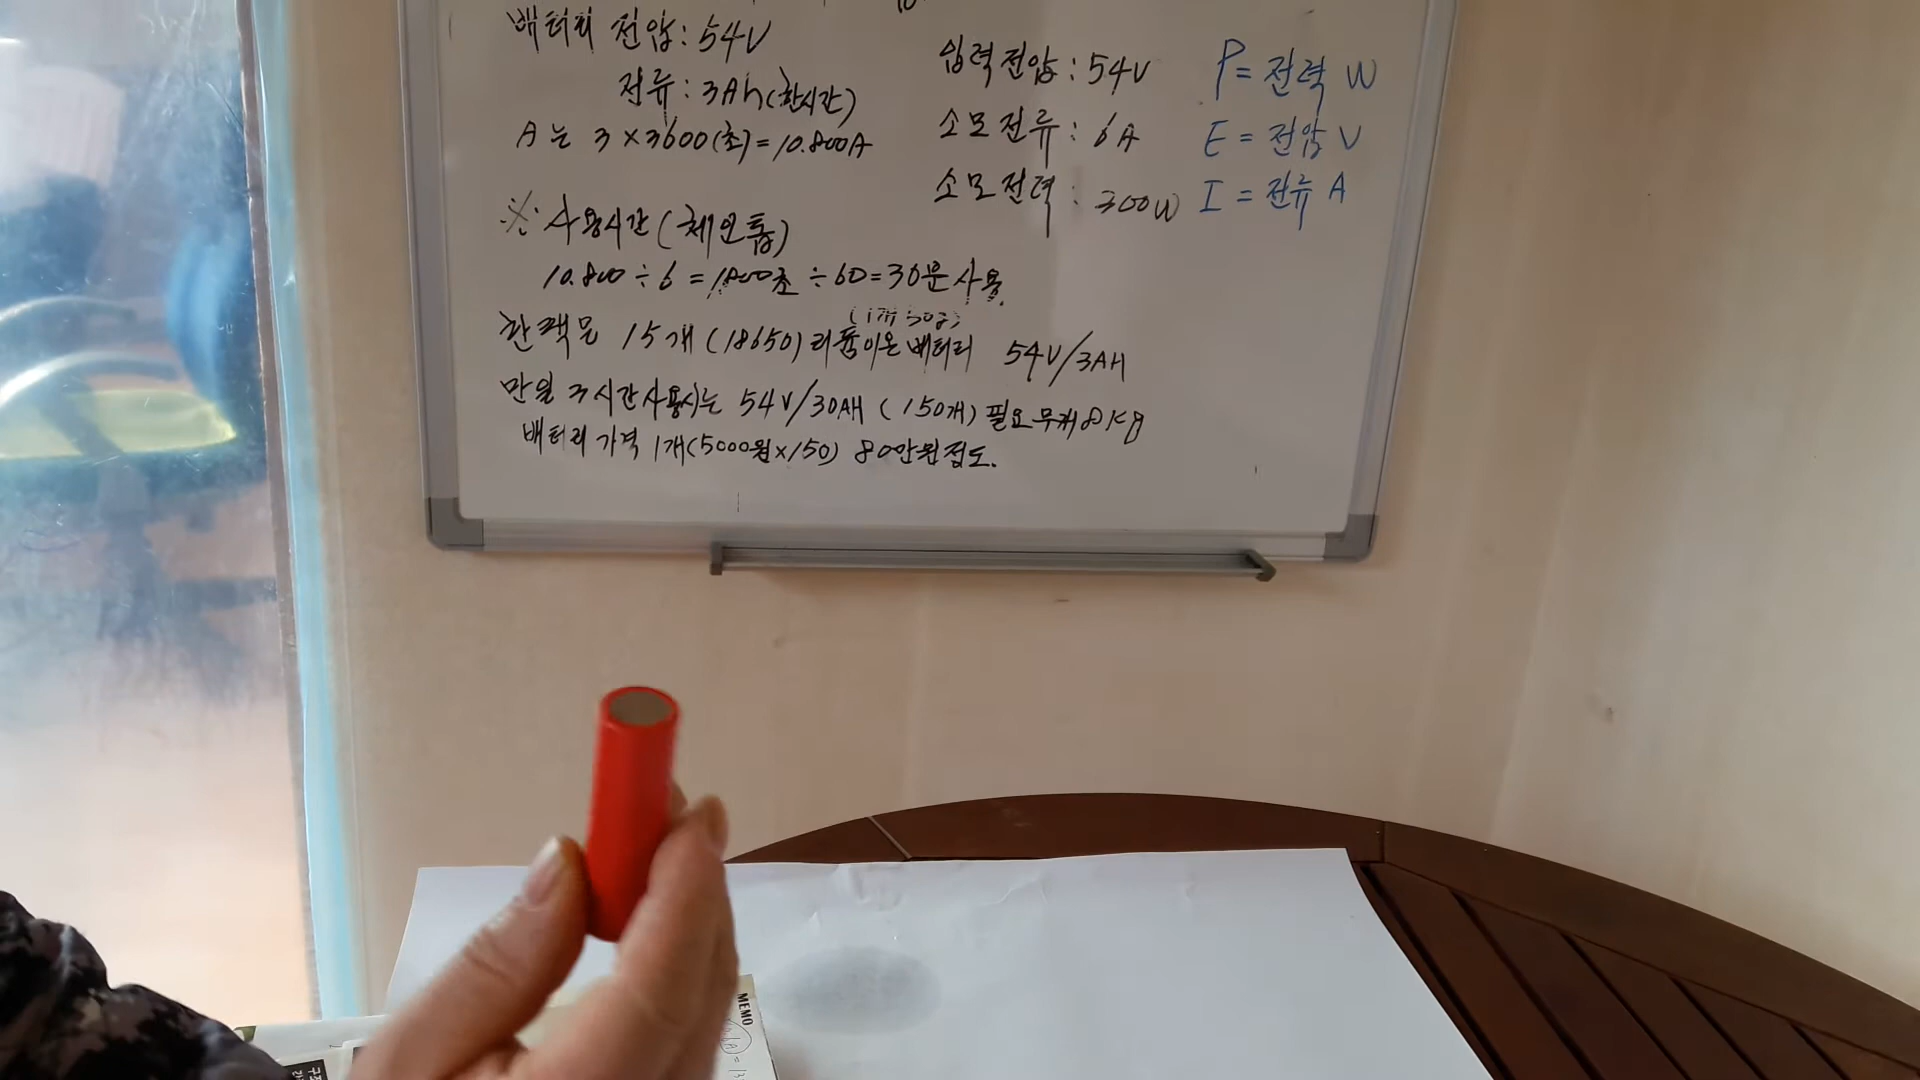 배터리 전압: 54V
전류: 3Ah(한시간)
A는 3×3600(초)=10.800A
※ 사용시간(체인톱)
10.800÷6=1800초÷60=30분 사용.
(1개 50g)
한팩은 15개(18650) 리튬이온 배터리 54V/3AH
만일 3시간사용시는 54V/30AH (150개) 필요 무게 8Kg
배터리 가격 1개(5000원×150) 80만원정도.
입력전압: 54V
소모전류: 6A
소모전력: 300W
P= 전력 W
E= 전압 V
I= 전류 A
MEMO